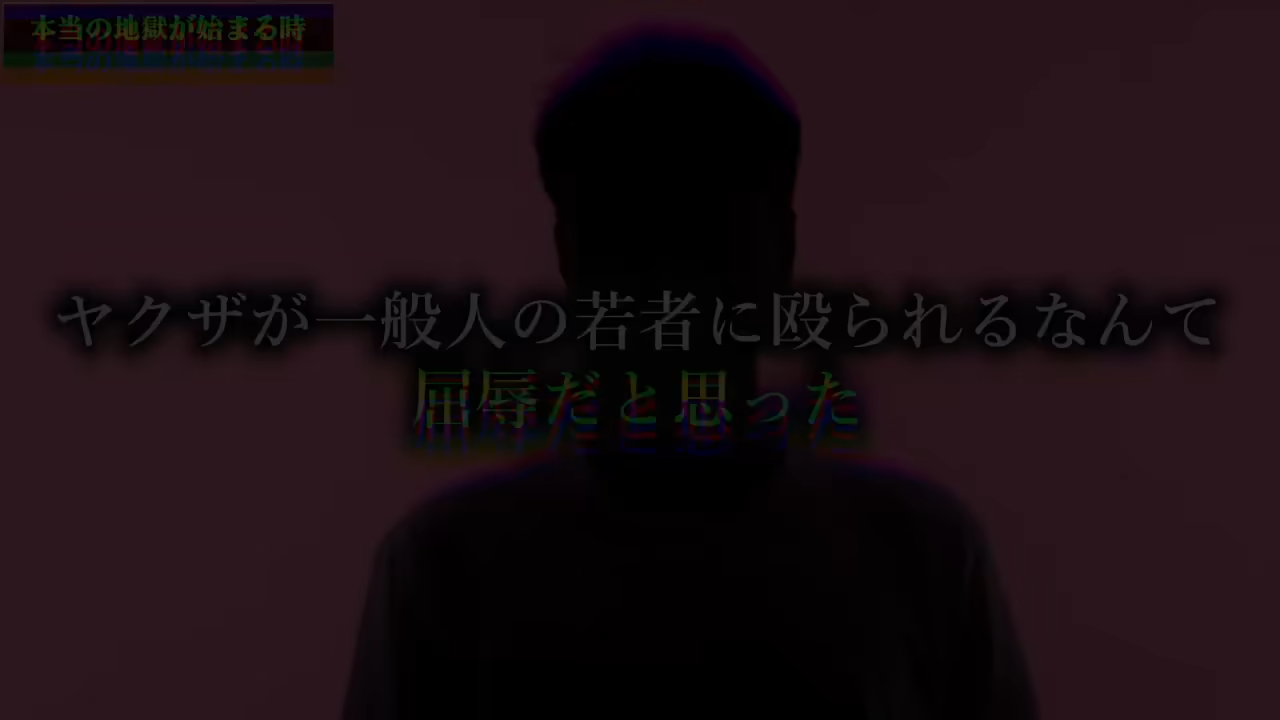 本当の地獄が始まる時
ヤクザが一般人の若者に殴られるなんて
屈辱だと思った